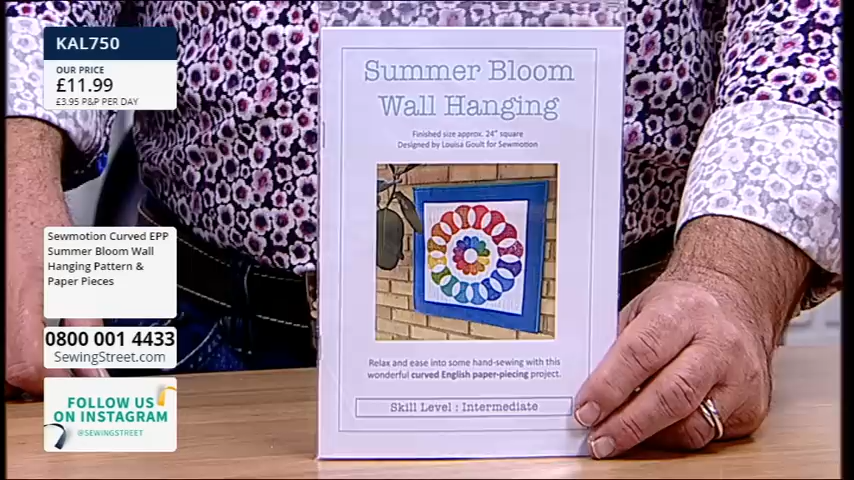 KAL750
OUR PRICE
£11.99
£3.95 P&P PER DAY
Sewmotion Curved EPP
Summer Bloom Wall
Hanging Pattern &
Paper Pieces
0800 001 4433
SewingStreet.com
FOLLOW US
ON INSTAGRAM
@SEWINGSTREET
Summer Bloom
Wall Hanging
Finished size approx. 24" square
Designed by Louisa Goult for Sewmotion
Relax and ease into some hand-sewing with this
wonderful curved English paper-piecing project.
Skill Level : Intermediate